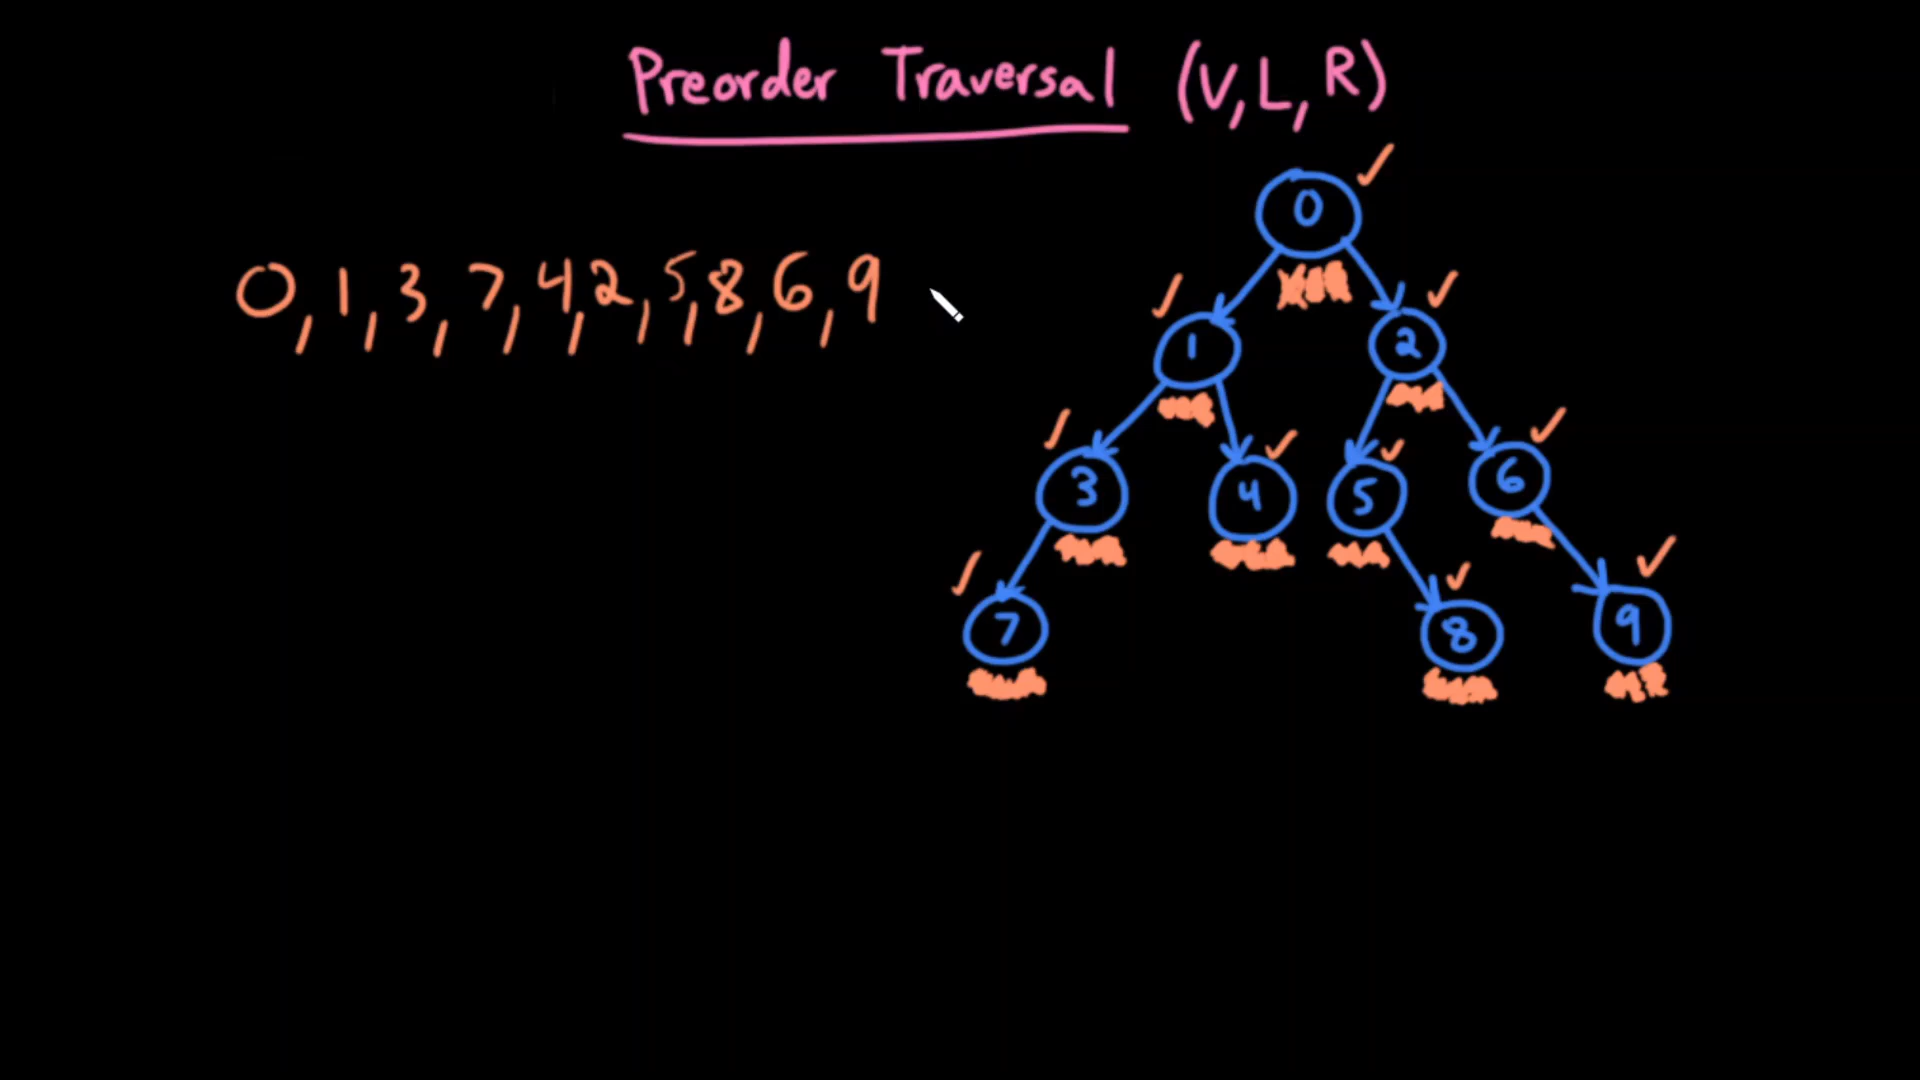 Preorder Traversal (V, L, R)
0, 1, 3, 7, 4, 2, 5, 8, 6, 9
0
1 2
3 4 5 6
7 8 9